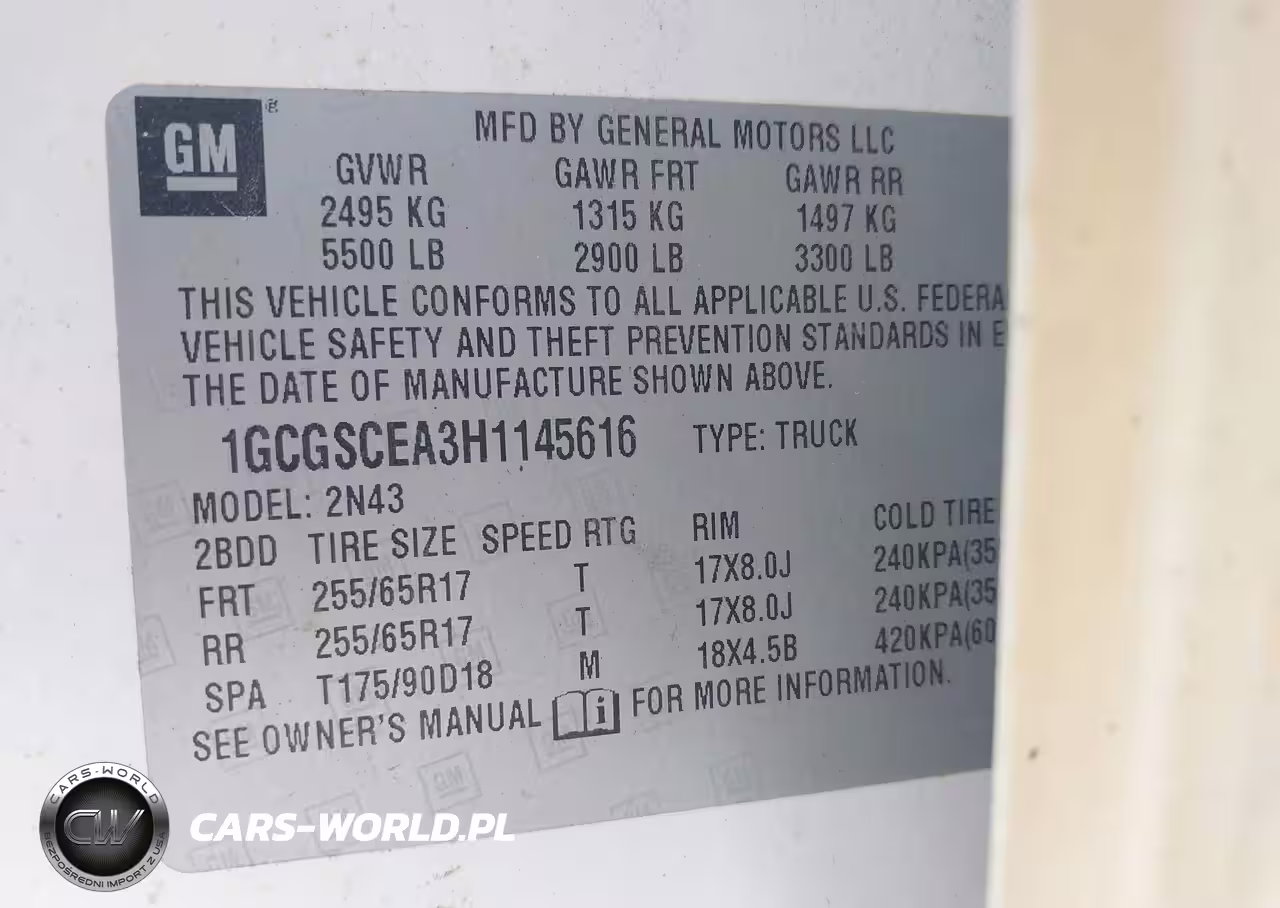 GM ®
MFD BY GENERAL MOTORS LLC
GVWR GAWR FRT GAWR RR
2495 KG 1315 KG 1497 KG
5500 LB 2900 LB 3300 LB
THIS VEHICLE CONFORMS TO ALL APPLICABLE U.S. FEDERA
VEHICLE SAFETY AND THEFT PREVENTION STANDARDS IN E
THE DATE OF MANUFACTURE SHOWN ABOVE.
1GCGSCEA3H1145616 TYPE: TRUCK
MODEL: 2N43
2BDD TIRE SIZE SPEED RTG RIM COLD TIRE
FRT 255/65R17 T 17X8.0J 240KPA(35
RR 255/65R17 T 17X8.0J 240KPA(35
SPA T175/90D18 M 18X4.5B 420KPA(60
SEE OWNER'S MANUAL i FOR MORE INFORMATION.
CARS-WORLD
CW
BEZPOŚREDNI IMPORT Z USA
CARS-WORLD.PL